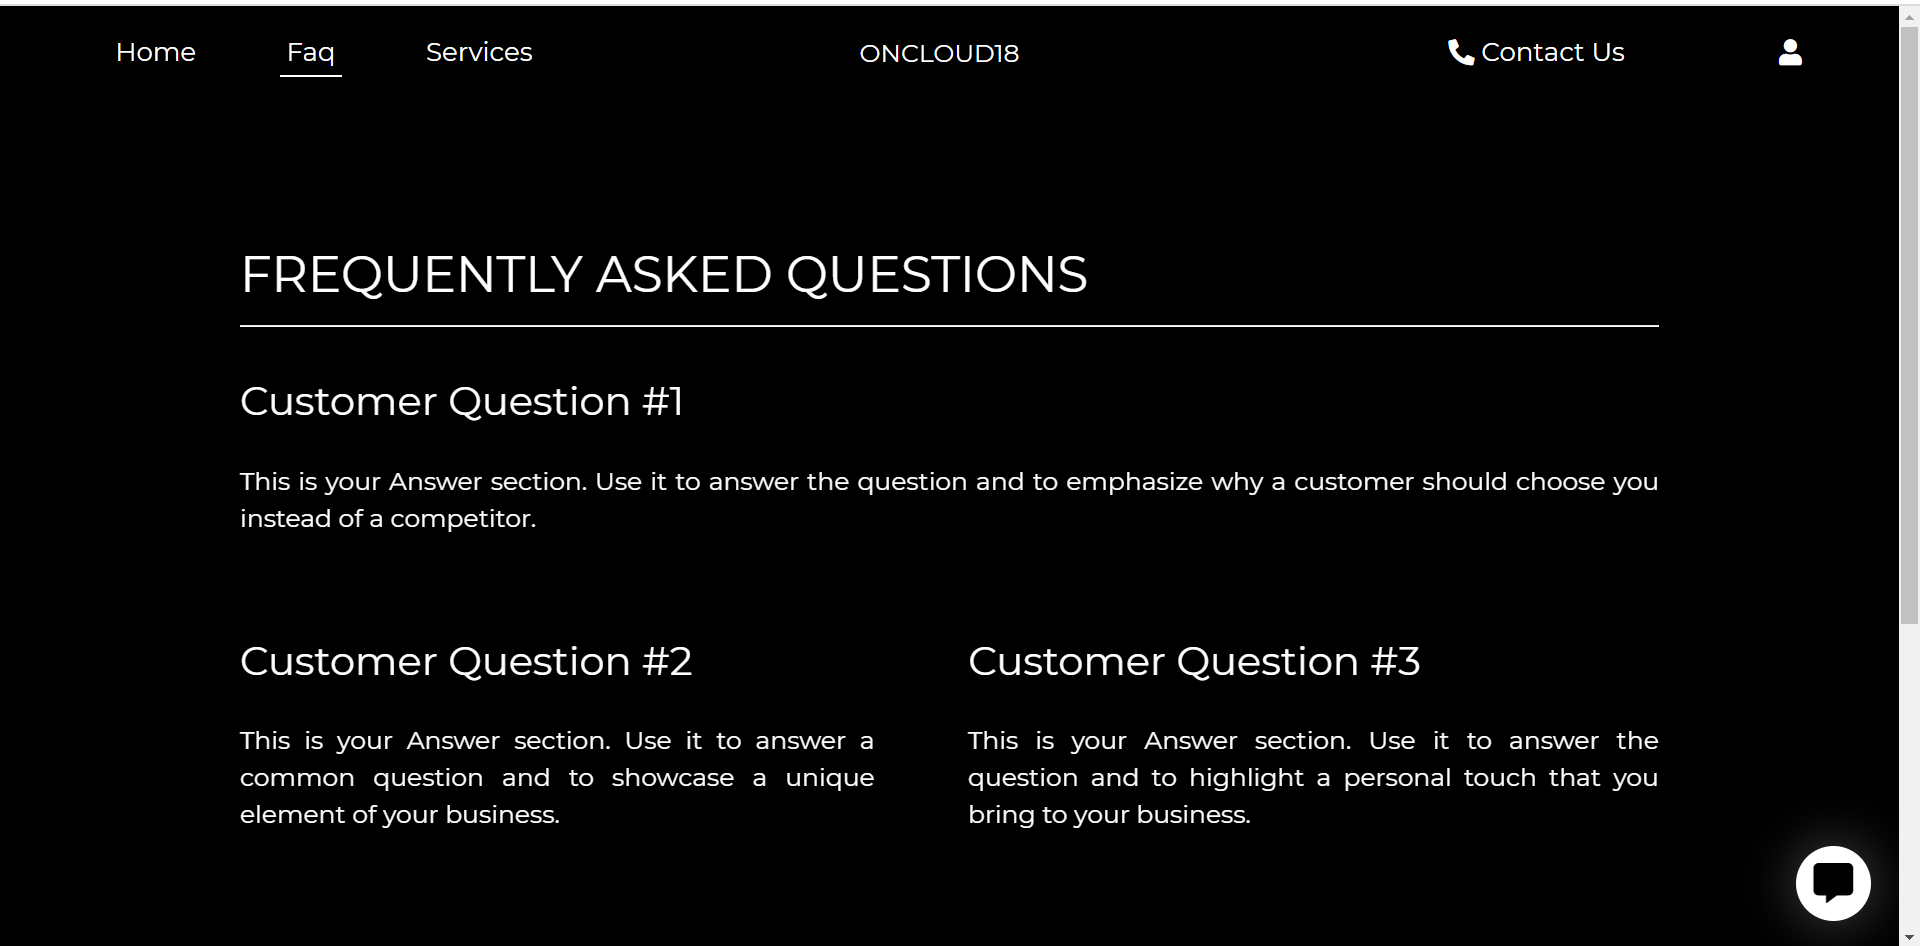 Home Faq Services ONCLOUD18 Contact Us
FREQUENTLY ASKED QUESTIONS
Customer Question #1
This is your Answer section. Use it to answer the question and to emphasize why a customer should choose you
instead of a competitor.
Customer Question #2
This is your Answer section. Use it to answer a
common question and to showcase a unique
element of your business.
Customer Question #3
This is your Answer section. Use it to answer the
question and to highlight a personal touch that you
bring to your business.